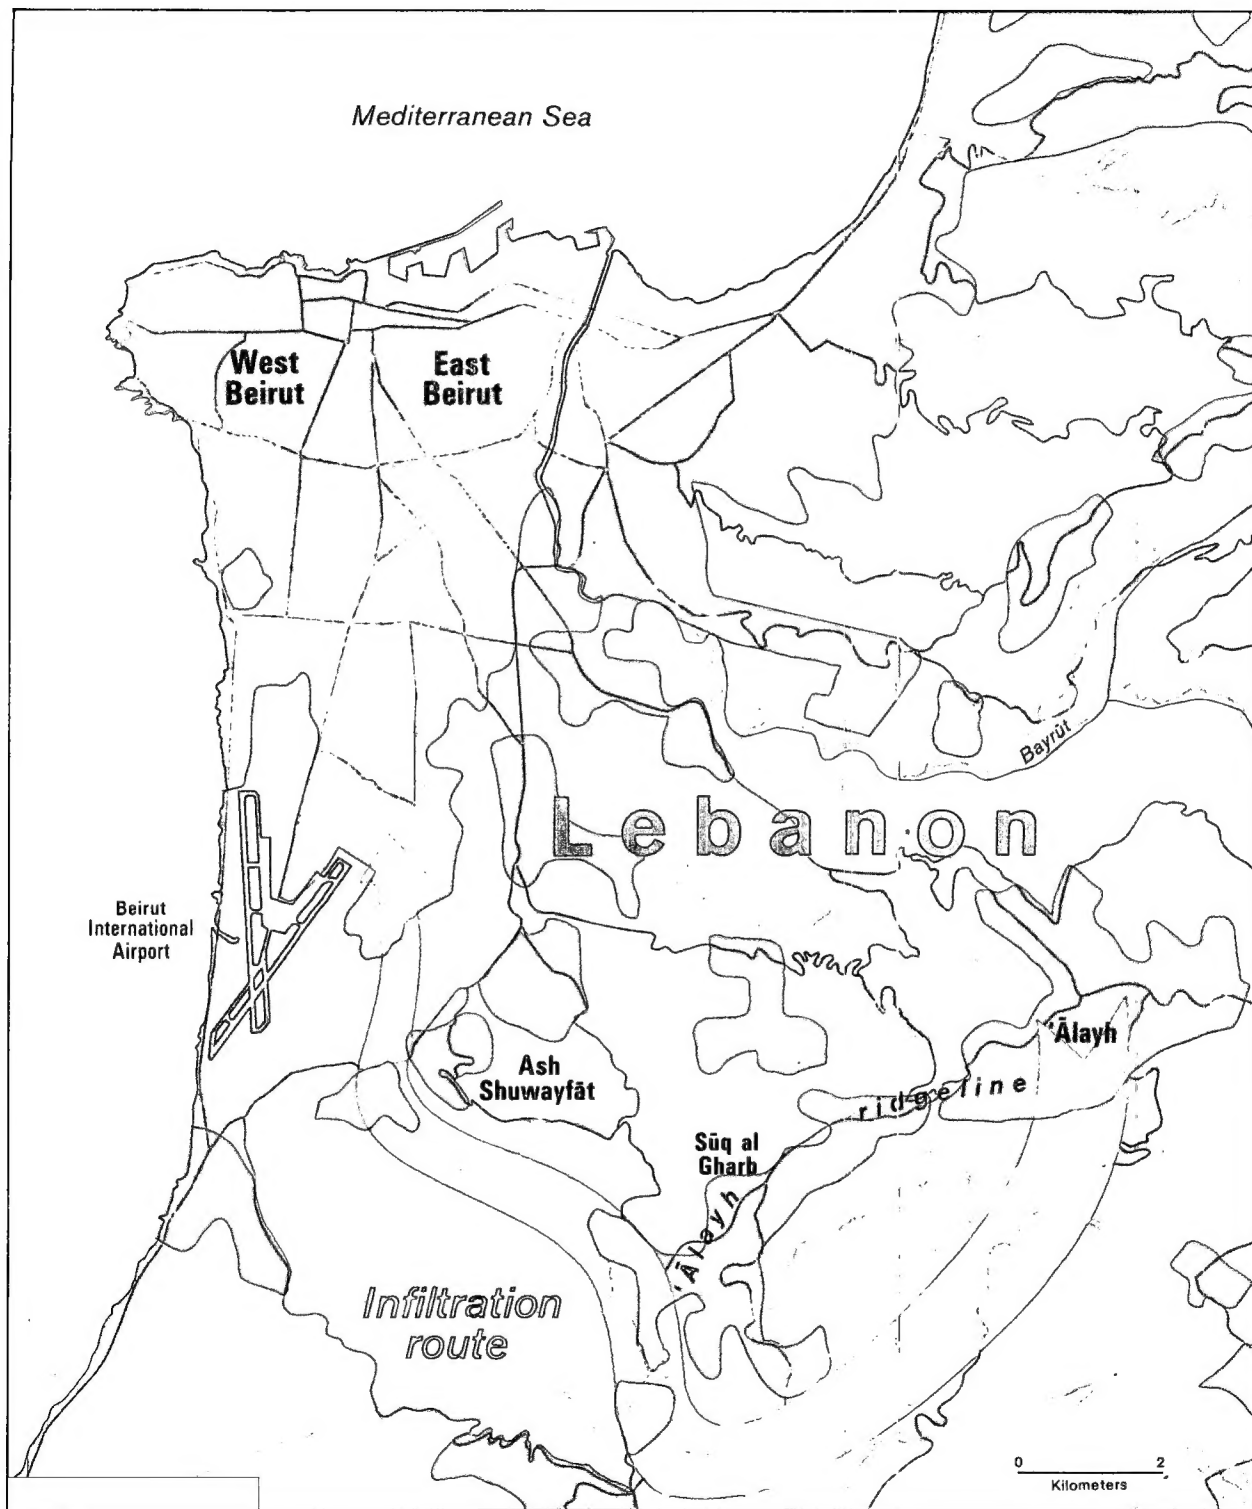 Mediterranean Sea
West
Beirut
East
Beirut
Bayrūt
Lebanon
Beirut
International
Airport
'Ālayh
Ash
Shuwayfāt
Sūq al
Gharb
'Ālayh ridgeline
Infiltration
route
0 2
Kilometers